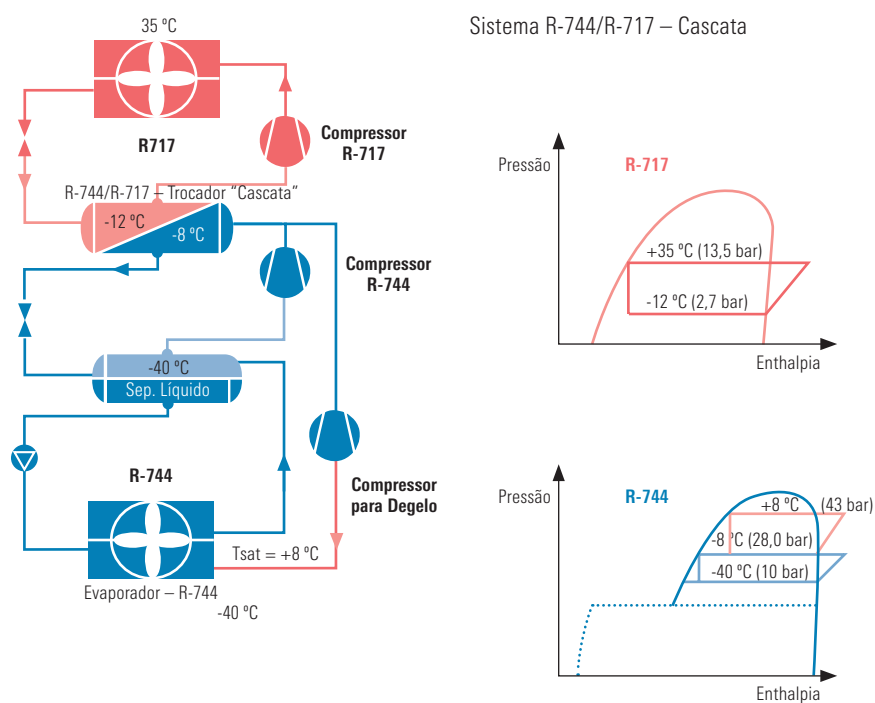 Sistema R-744/R-717 – Cascata
35 ºC
R717
Compressor
R-717
R-744/R-717 – Trocador “Cascata”
-12 ºC
-8 ºC
Compressor
R-744
-40 ºC
Sep. Líquido
R-744
Compressor
para Degelo
Tsat = +8 ºC
Evaporador – R-744
-40 ºC
Pressão
R-717
+35 ºC (13,5 bar)
-12 ºC (2,7 bar)
Enthalpia
Pressão
R-744
+8 ºC (43 bar)
-8 ºC (28,0 bar)
-40 ºC (10 bar)
Enthalpia